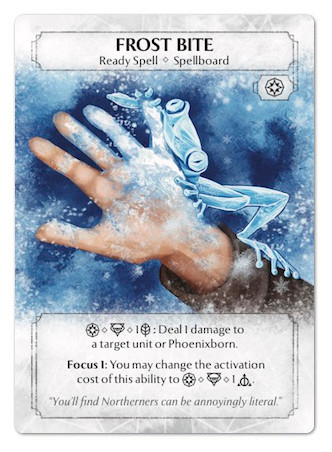 FROST BITE
Ready Spell ⋄ Spellboard
⋄ ⋄ 1 : Deal 1 damage to
a target unit or Phoenixborn.
Focus 1: You may change the activation
cost of this ability to ⋄ ⋄ 1 .
"You'll find Northerners can be annoyingly literal."